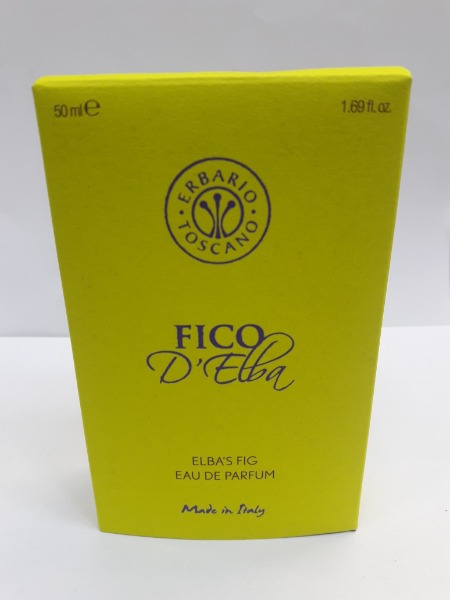 50 ml ℮ 1.69 fl. oz.
ERBARIO
TOSCANO
FICO
D'Elba
ELBA'S FIG
EAU DE PARFUM
Made in Italy